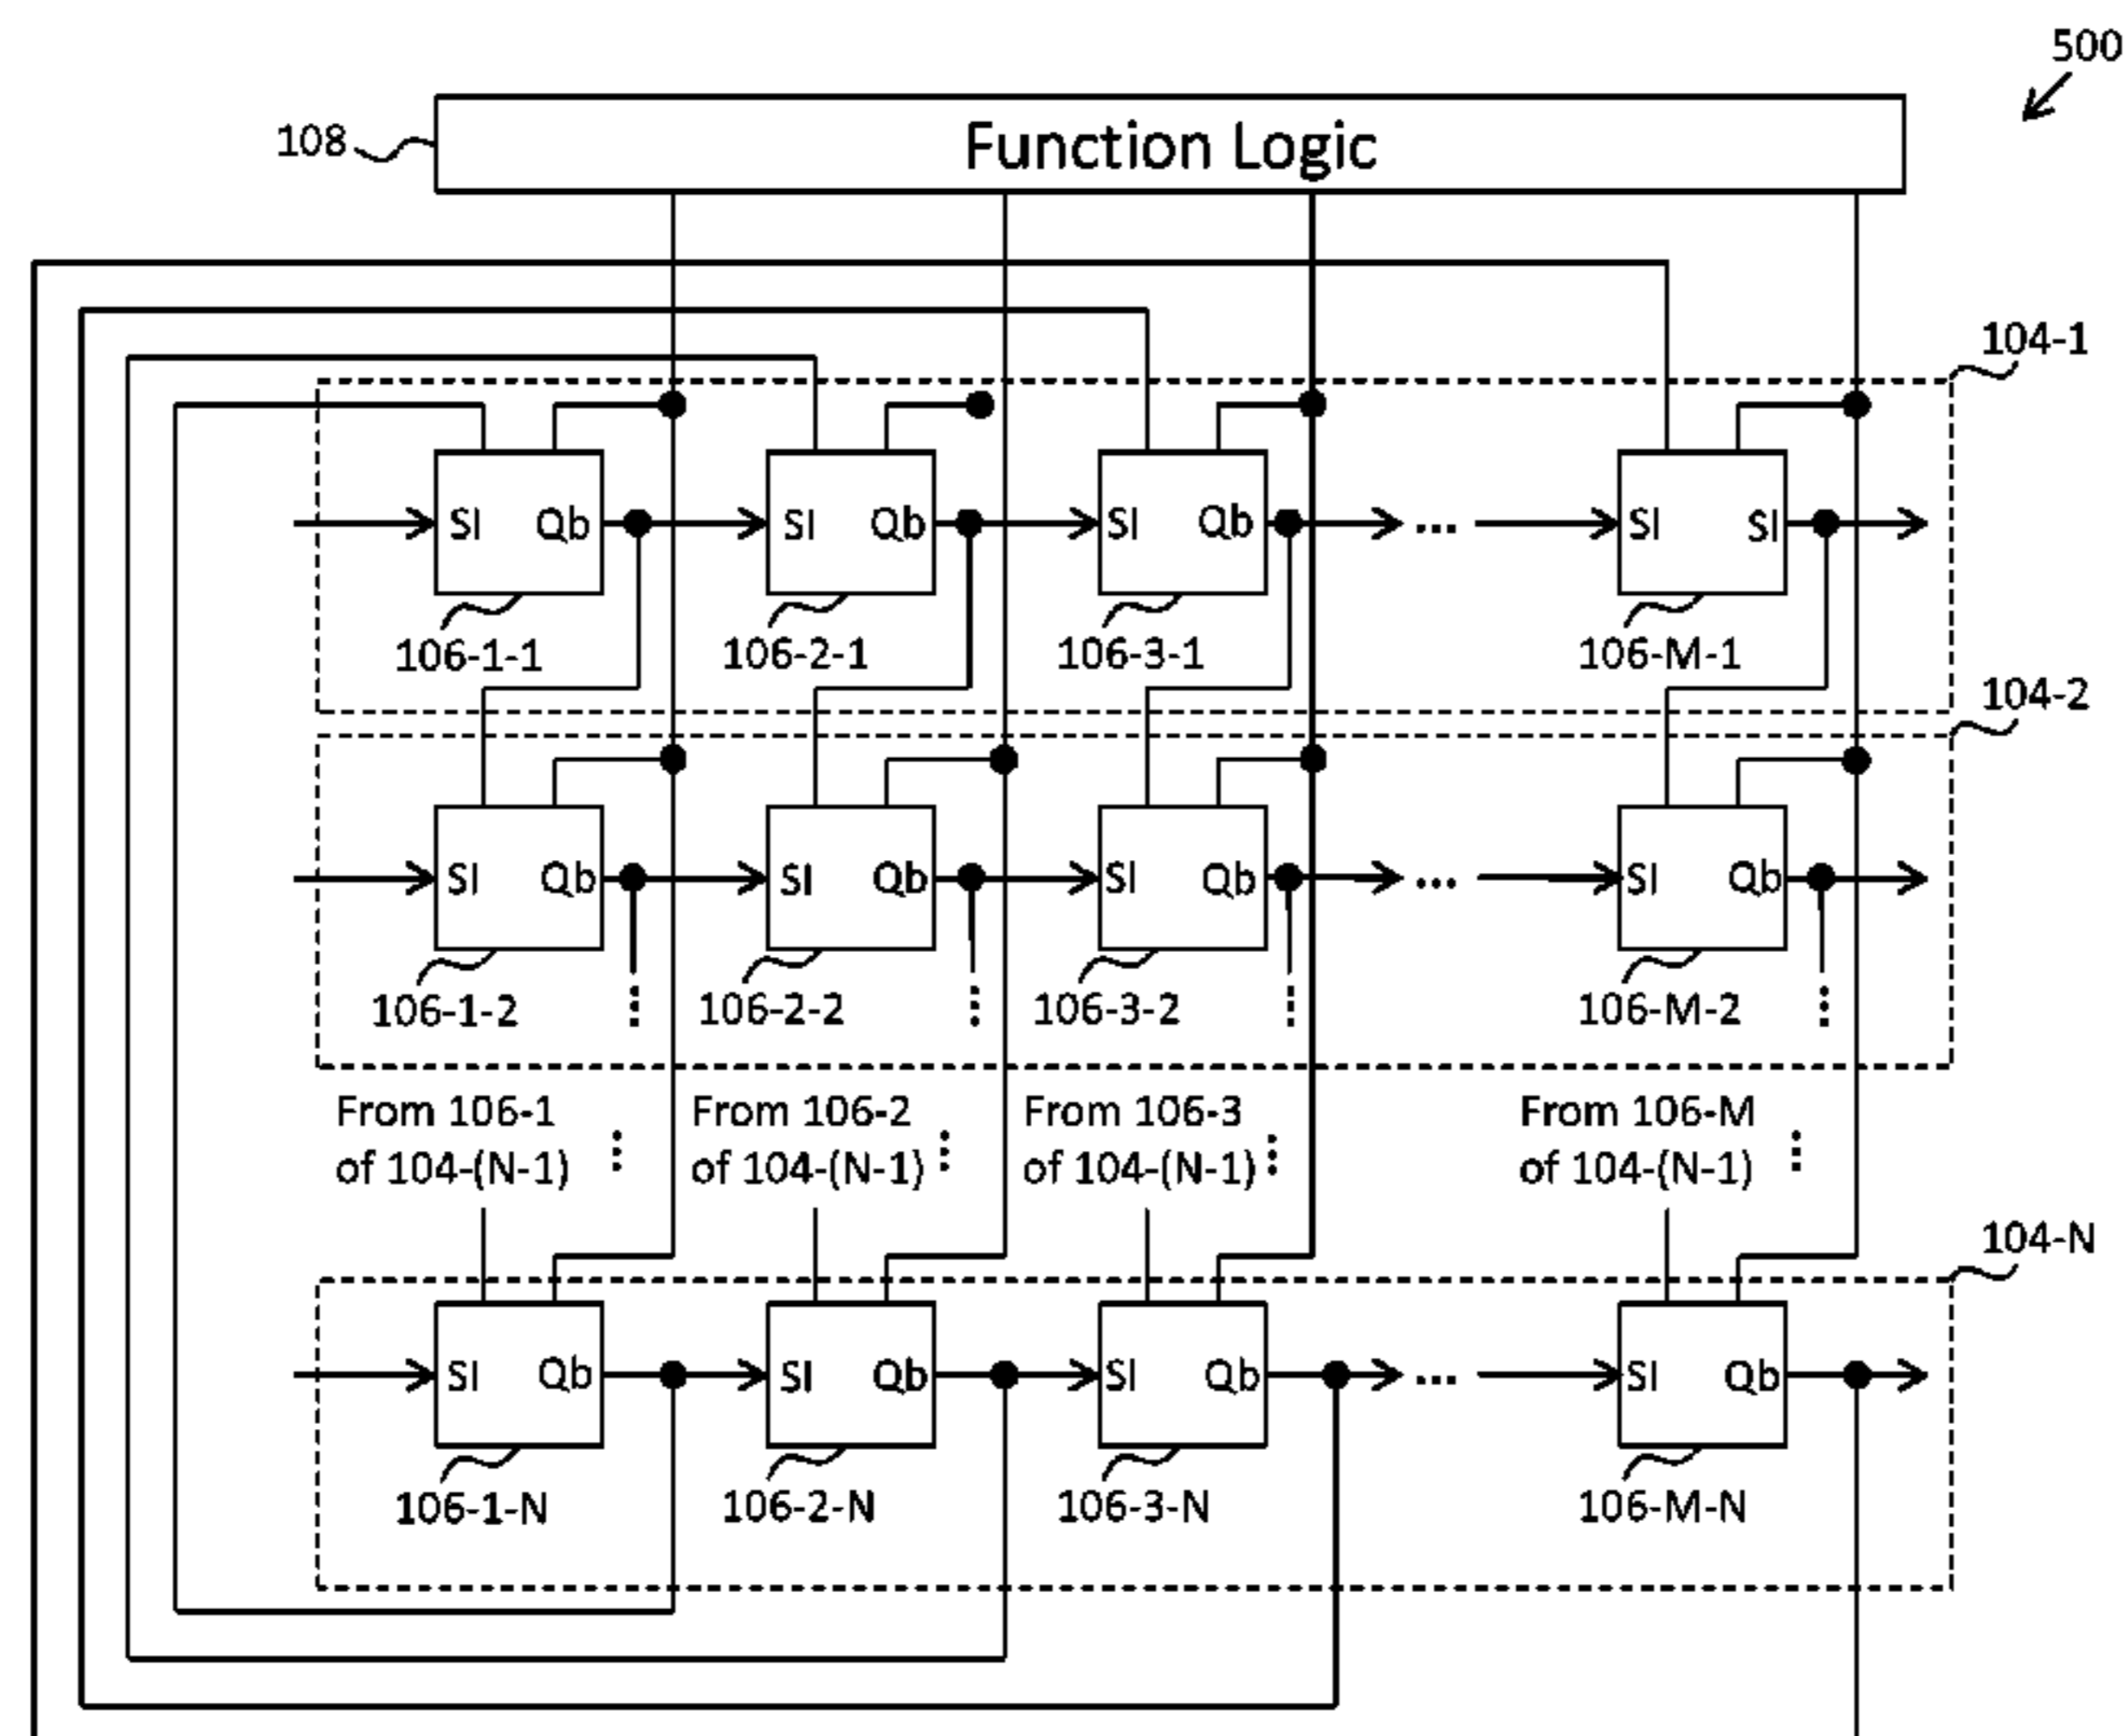 500
108
Function Logic
104-1
SI Qb SI Qb SI Qb ... SI SI
106-1-1 106-2-1 106-3-1 106-M-1
104-2
SI Qb SI Qb SI Qb ... SI Qb
106-1-2 106-2-2 106-3-2 106-M-2
From 106-1
of 104-(N-1)
From 106-2
of 104-(N-1)
From 106-3
of 104-(N-1)
From 106-M
of 104-(N-1)
104-N
SI Qb SI Qb SI Qb ... SI Qb
106-1-N 106-2-N 106-3-N 106-M-N